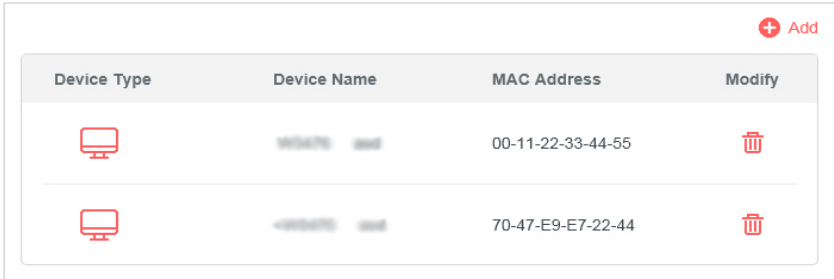 Add
Device Type Device Name MAC Address Modify
00-11-22-33-44-55
70-47-E9-E7-22-44